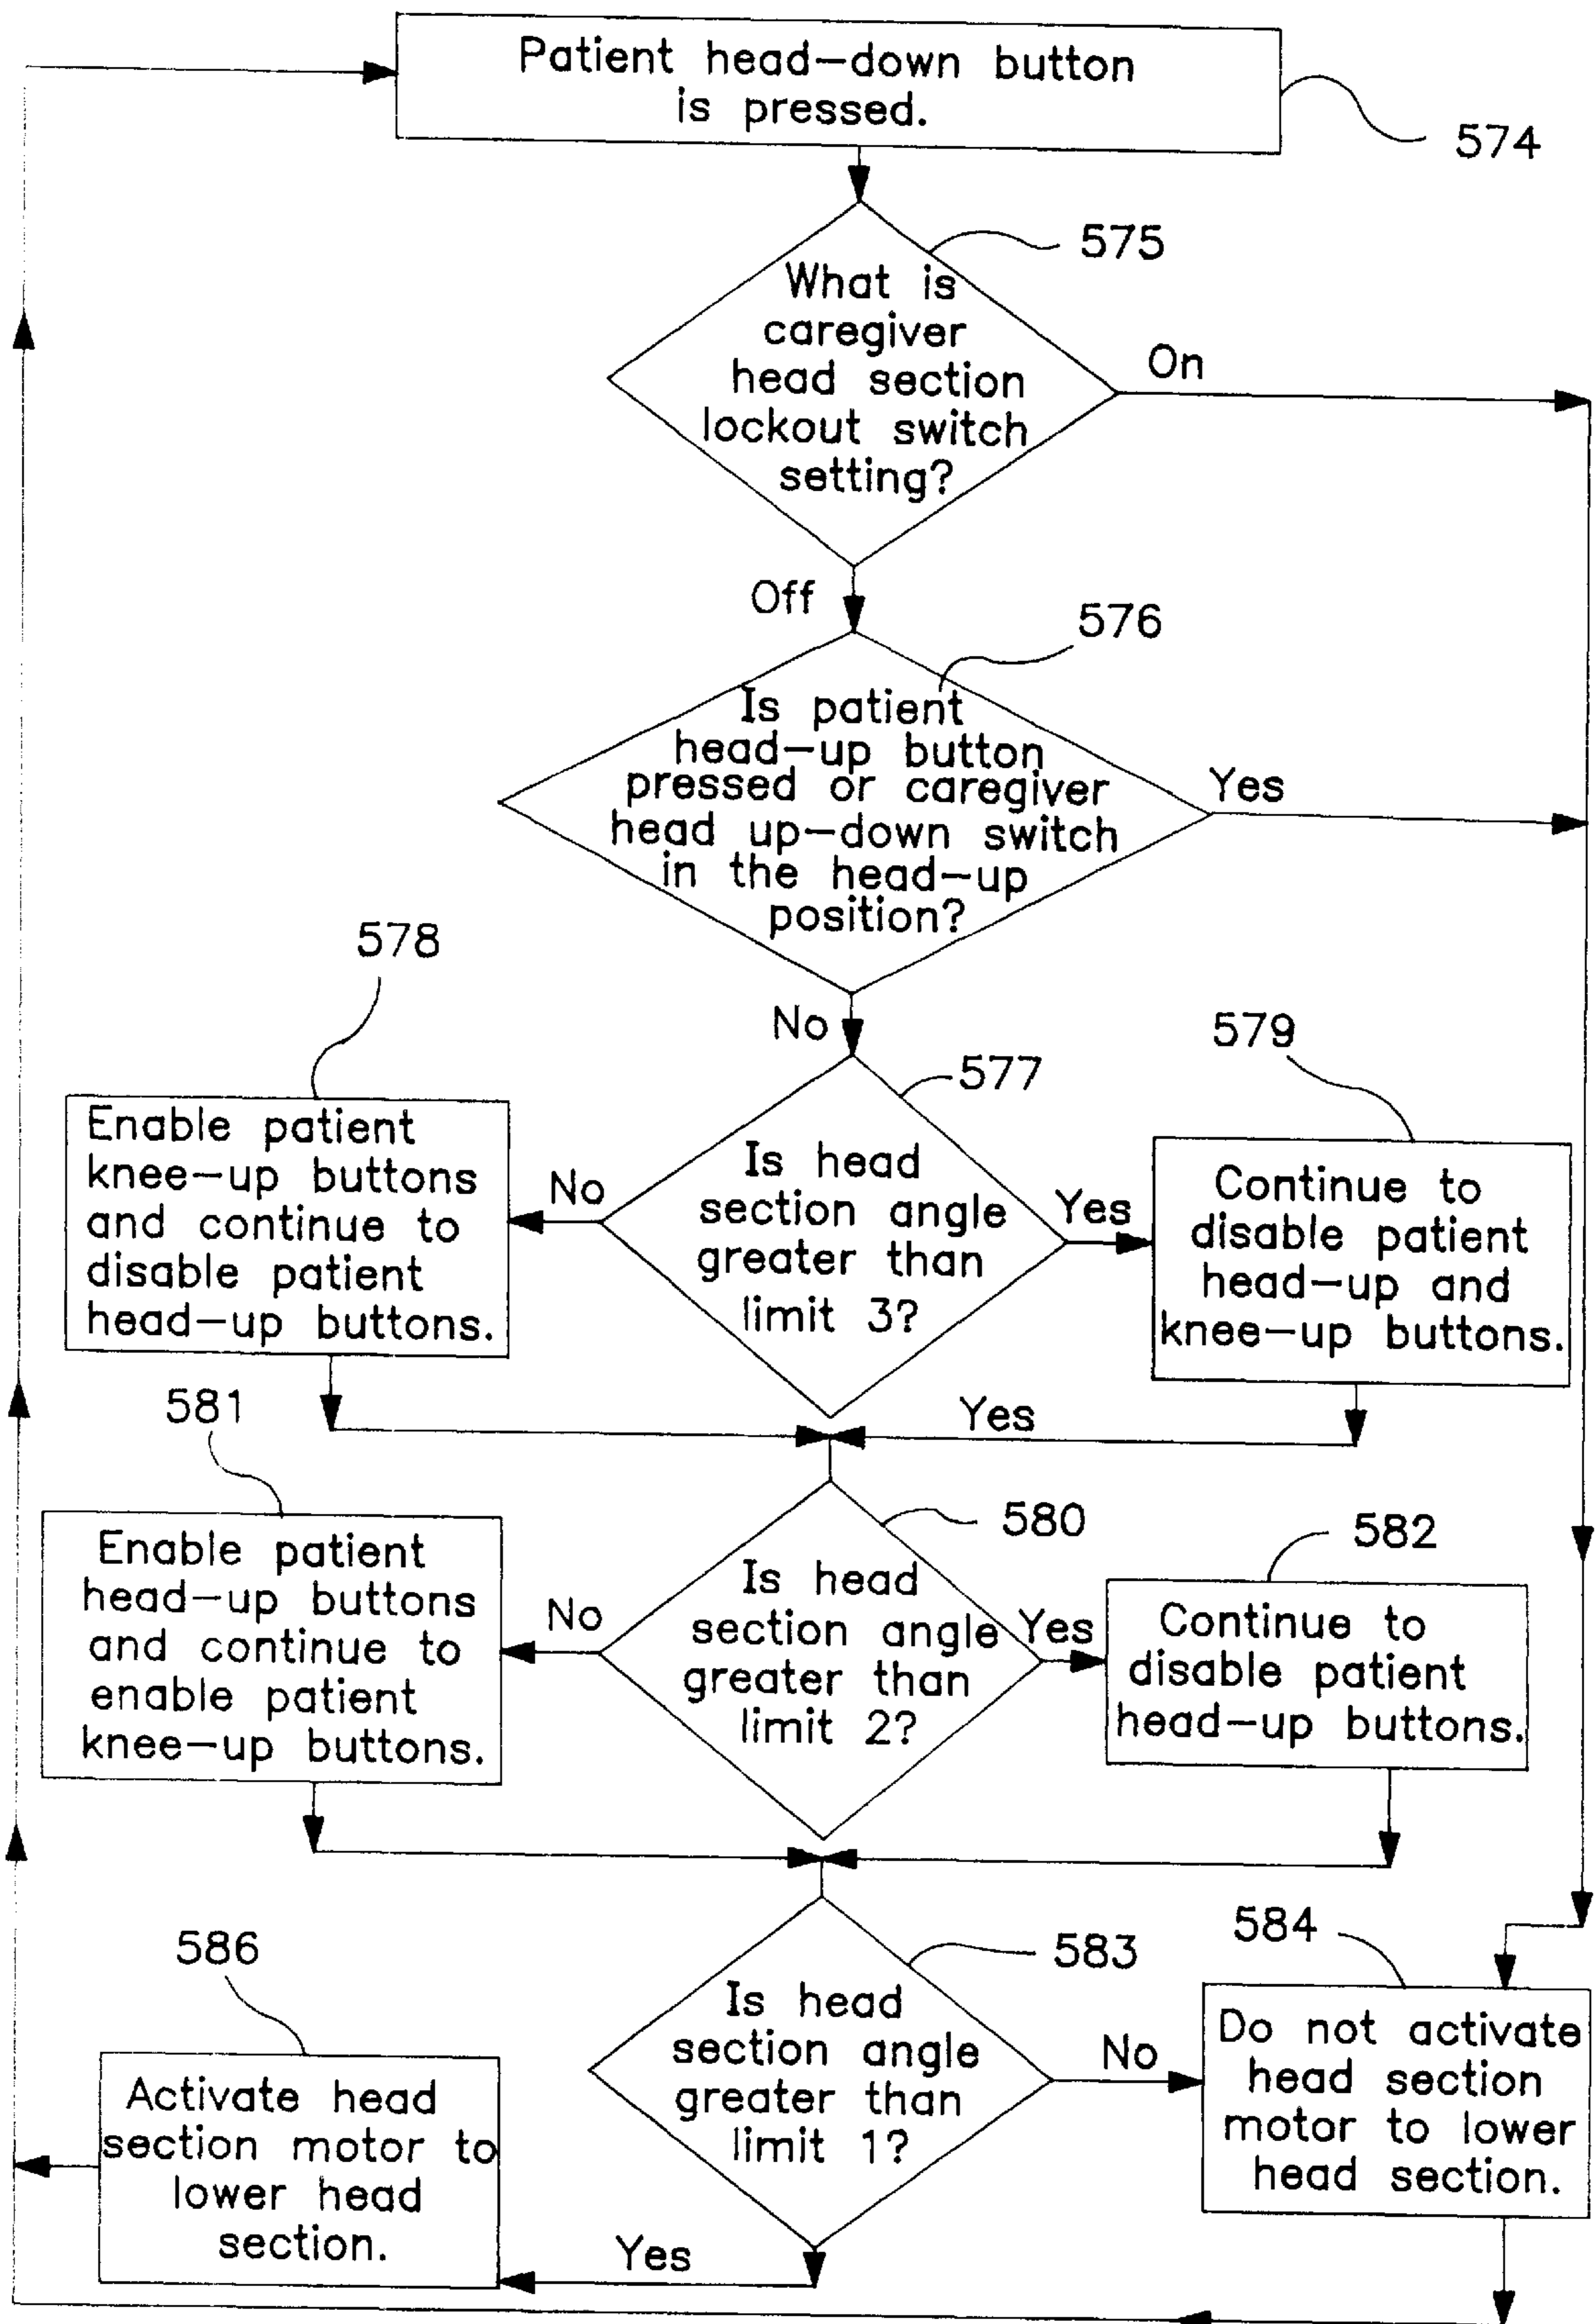 Patient head-down button
is pressed.
574
575
What is
caregiver
head section
lockout switch
setting?
On
Off
576
Is patient
head-up button
pressed or caregiver
head up-down switch
in the head-up
position?
Yes
No
578
Enable patient
knee-up buttons
and continue to
disable patient
head-up buttons.
No
577
Is head
section angle
greater than
limit 3?
Yes
579
Continue to
disable patient
head-up and
knee-up buttons.
Yes
581
Enable patient
head-up buttons
and continue to
enable patient
knee-up buttons.
No
580
Is head
section angle
greater than
limit 2?
Yes
582
Continue to
disable patient
head-up buttons.
583
Is head
section angle
greater than
limit 1?
No
584
Do not activate
head section
motor to lower
head section.
586
Activate head
section motor to
lower head
section.
Yes